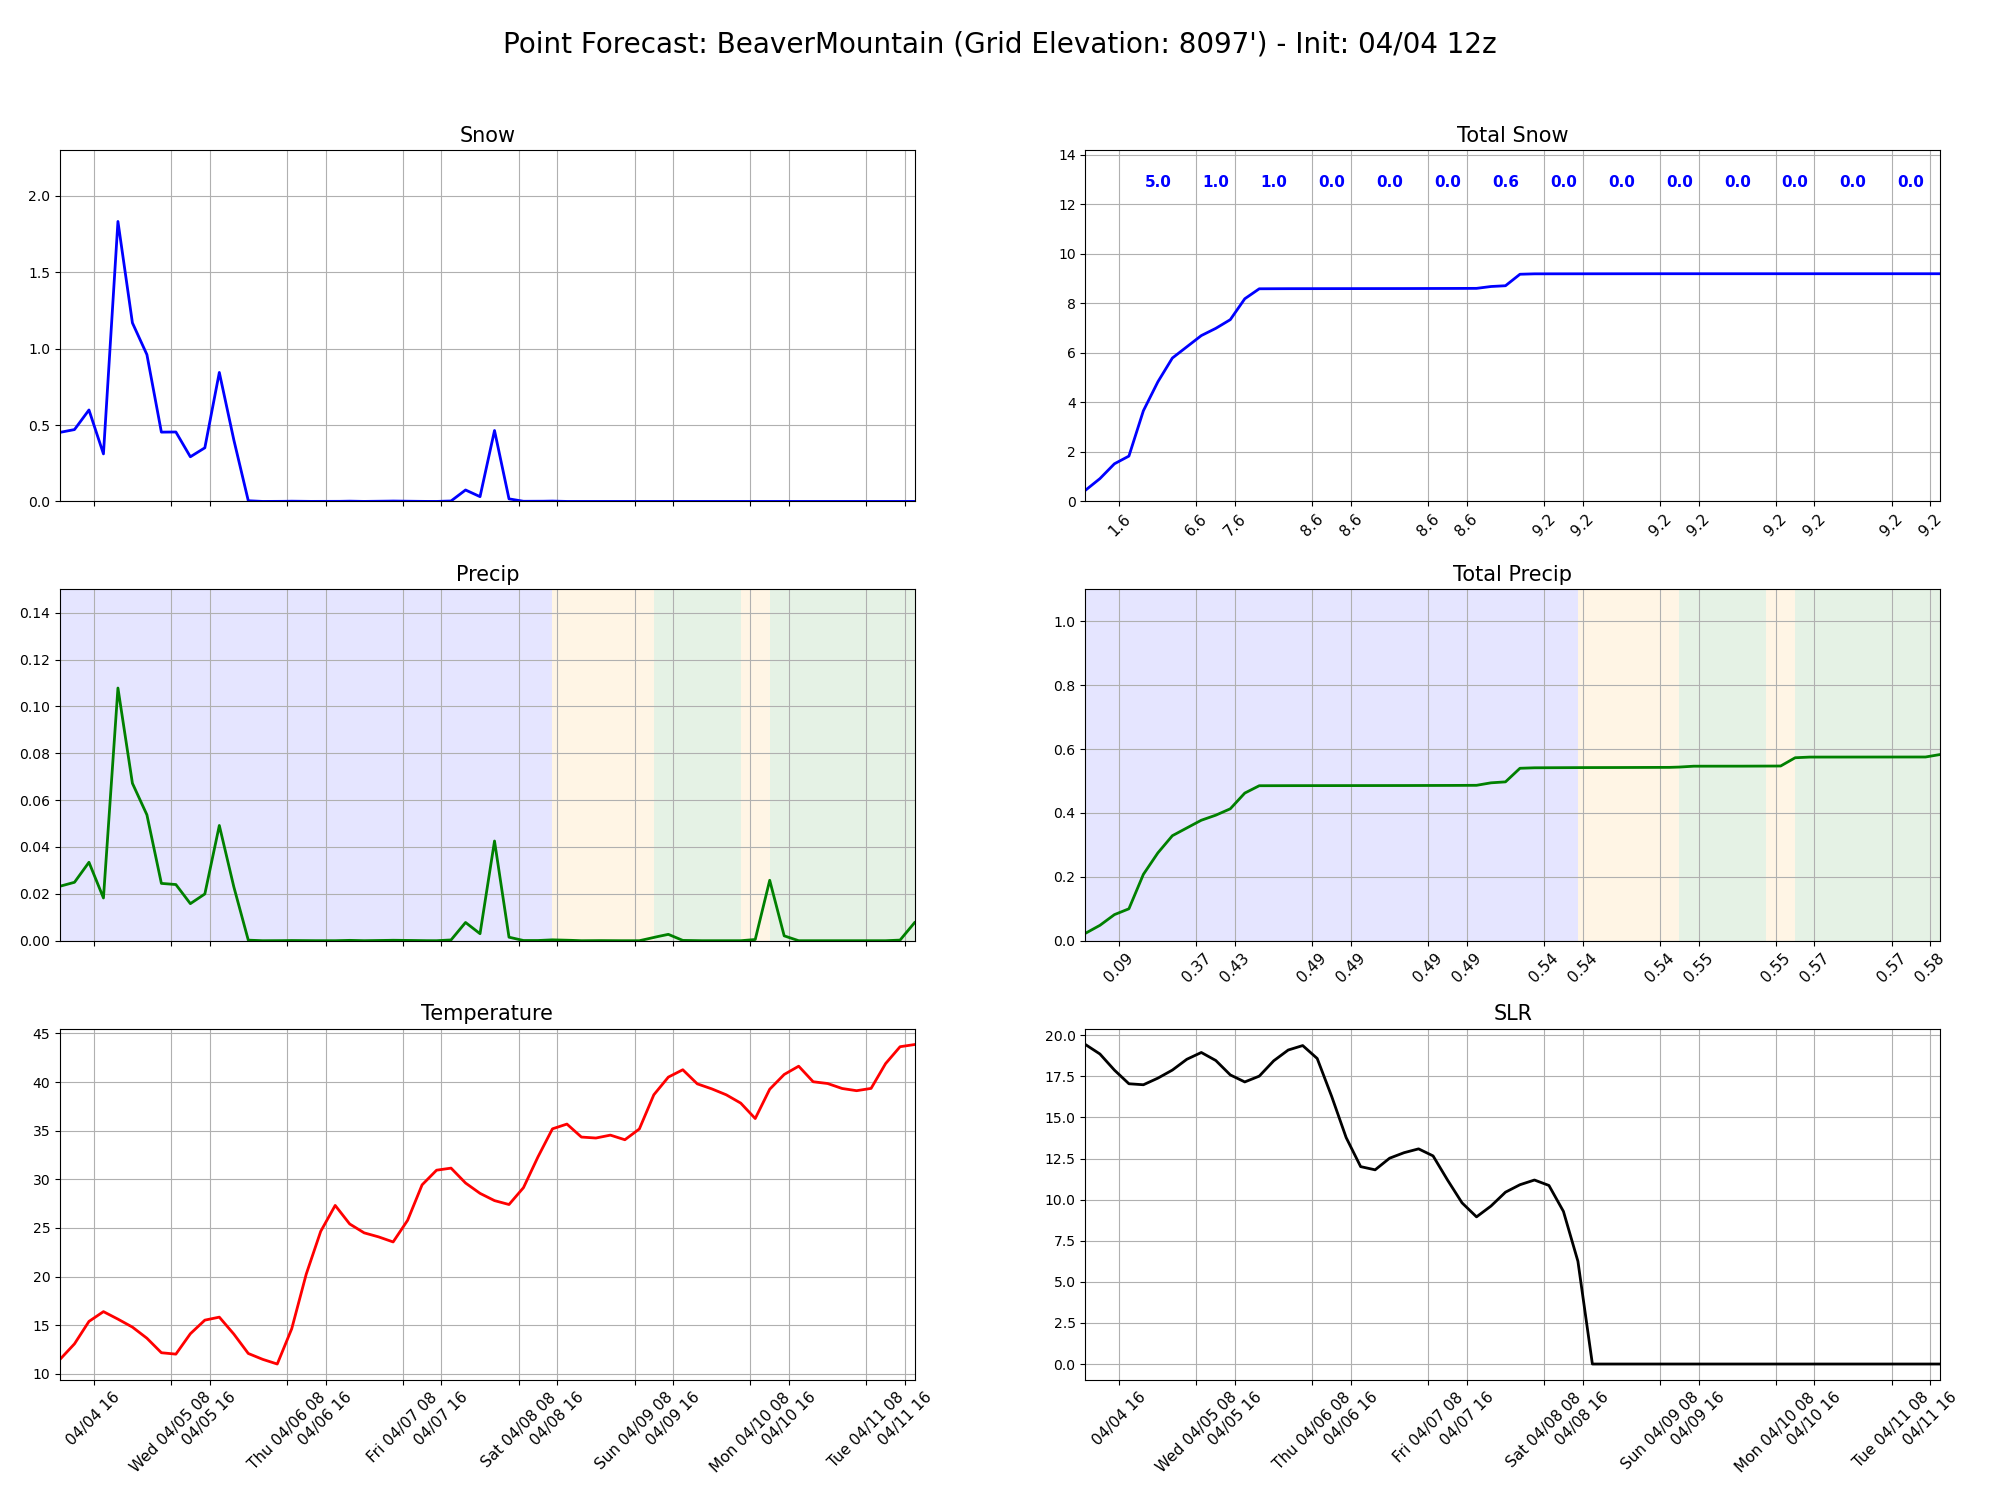 Point Forecast: BeaverMountain (Grid Elevation: 8097') - Init: 04/04 12z
Snow
2.0
1.5
1.0
0.5
0.0
Total Snow
14
12
10
8
6
4
2
0
5.0 1.0 1.0 0.0 0.0 0.0 0.6 0.0 0.0 0.0 0.0 0.0 0.0 0.0
1.6 6.6 7.6 8.6 8.6 8.6 8.6 9.2 9.2 9.2 9.2 9.2 9.2 9.2 9.2
Precip
0.14
0.12
0.10
0.08
0.06
0.04
0.02
0.00
Total Precip
1.0
0.8
0.6
0.4
0.2
0.0
0.09 0.37 0.43 0.49 0.49 0.49 0.49 0.54 0.54 0.54 0.55 0.55 0.57 0.57 0.58
Temperature
45
40
35
30
25
20
15
10
04/04 16
Wed 04/05 08
04/05 16
Thu 04/06 08
04/06 16
Fri 04/07 08
04/07 16
Sat 04/08 08
04/08 16
Sun 04/09 08
04/09 16
Mon 04/10 08
04/10 16
Tue 04/11 08
04/11 16
SLR
20.0
17.5
15.0
12.5
10.0
7.5
5.0
2.5
0.0
04/04 16
Wed 04/05 08
04/05 16
Thu 04/06 08
04/06 16
Fri 04/07 08
04/07 16
Sat 04/08 08
04/08 16
Sun 04/09 08
04/09 16
Mon 04/10 08
04/10 16
Tue 04/11 08
04/11 16